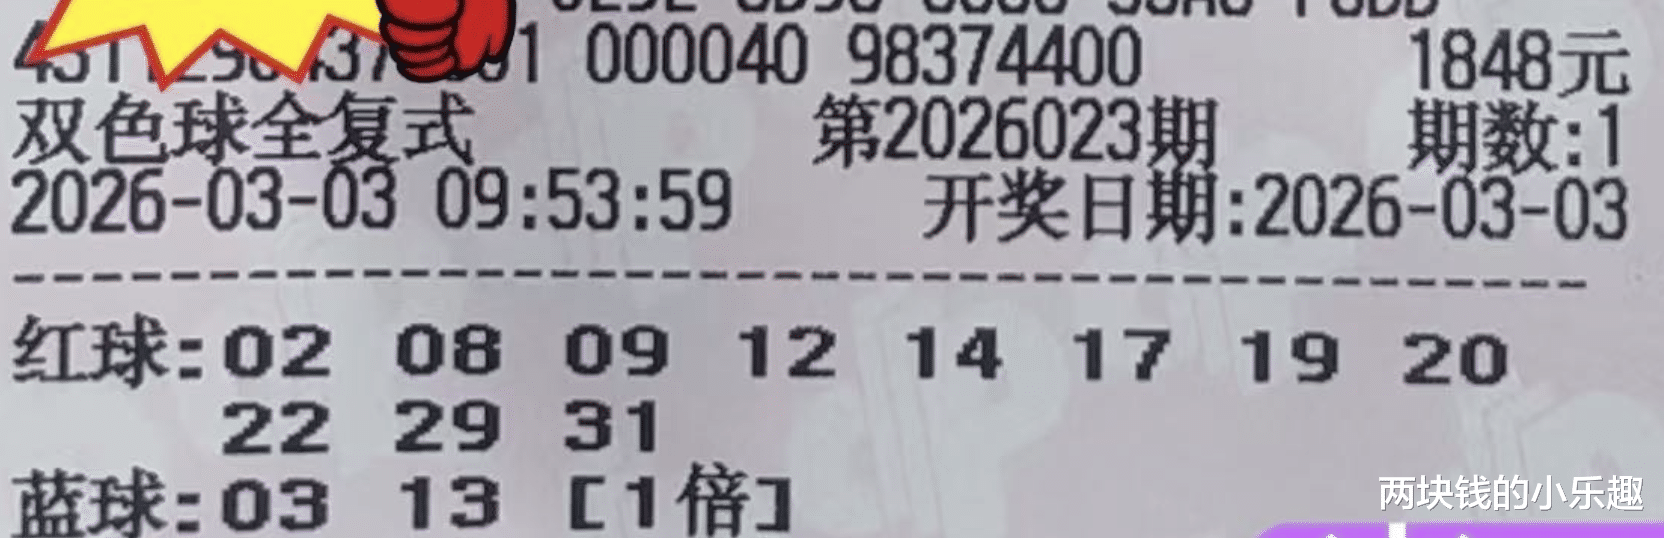 000040 98374400 1848元
双色球全复式 第2026023期 期数:1
2026-03-03 09:53:59 开奖日期:2026-03-03
红球:02 08 09 12 14 17 19 20
22 29 31
蓝球:03 13 [1倍]
两块钱的小乐趣